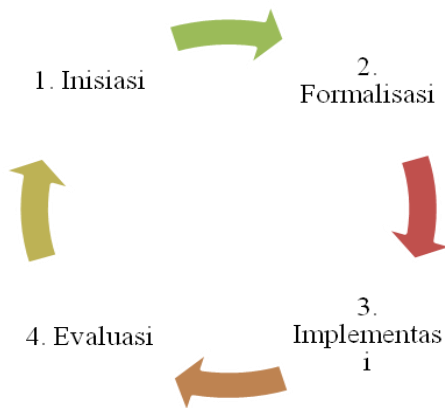 1. Inisiasi
2.
Formalisasi
3.
Implementas
i
4. Evaluasi